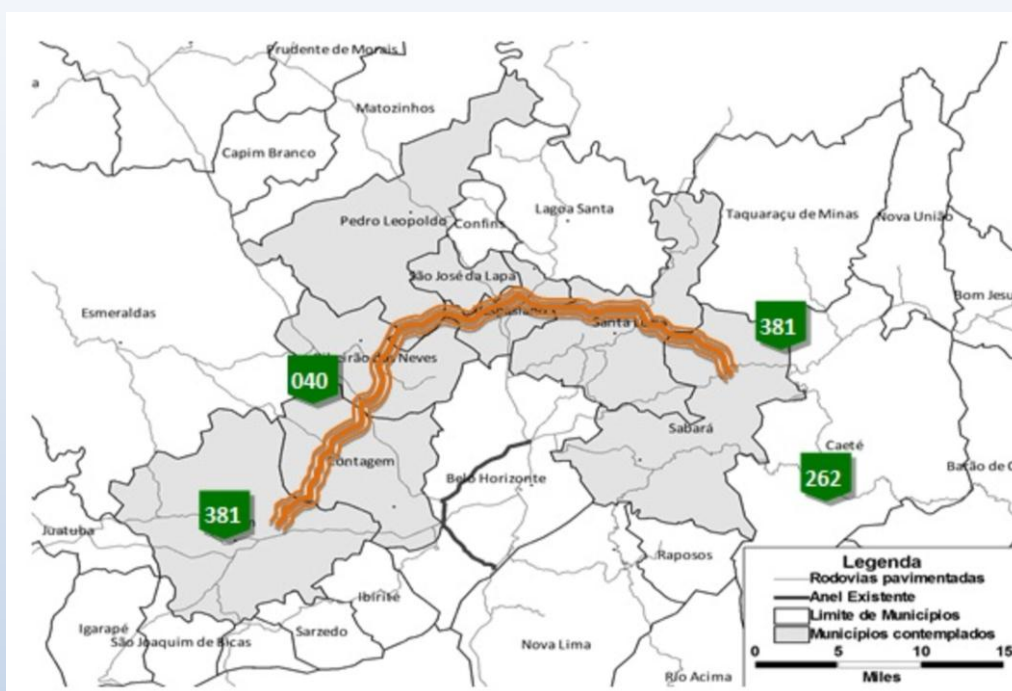 Prudente de Morais
a
Matozinhos
Capim Branco
Pedro Leopoldo
Confins
Lagoa Santa
Taquaraçu de Minas
Nova União
São José da Lapa
Bom Jesu
Esmeraldas
381
Neves
040
Sabará
Contagem
Caeté
Belo Horizonte
262
381
Juatuba
Raposos
Ibirité
Igarapé
São Joaquim de Bicas
Sarzedo
Nova Lima
Rio Acima
Legenda
Rodovias pavimentadas
Anel Existente
Limite de Municípios
Municípios contemplados
0 5 10 15
Miles